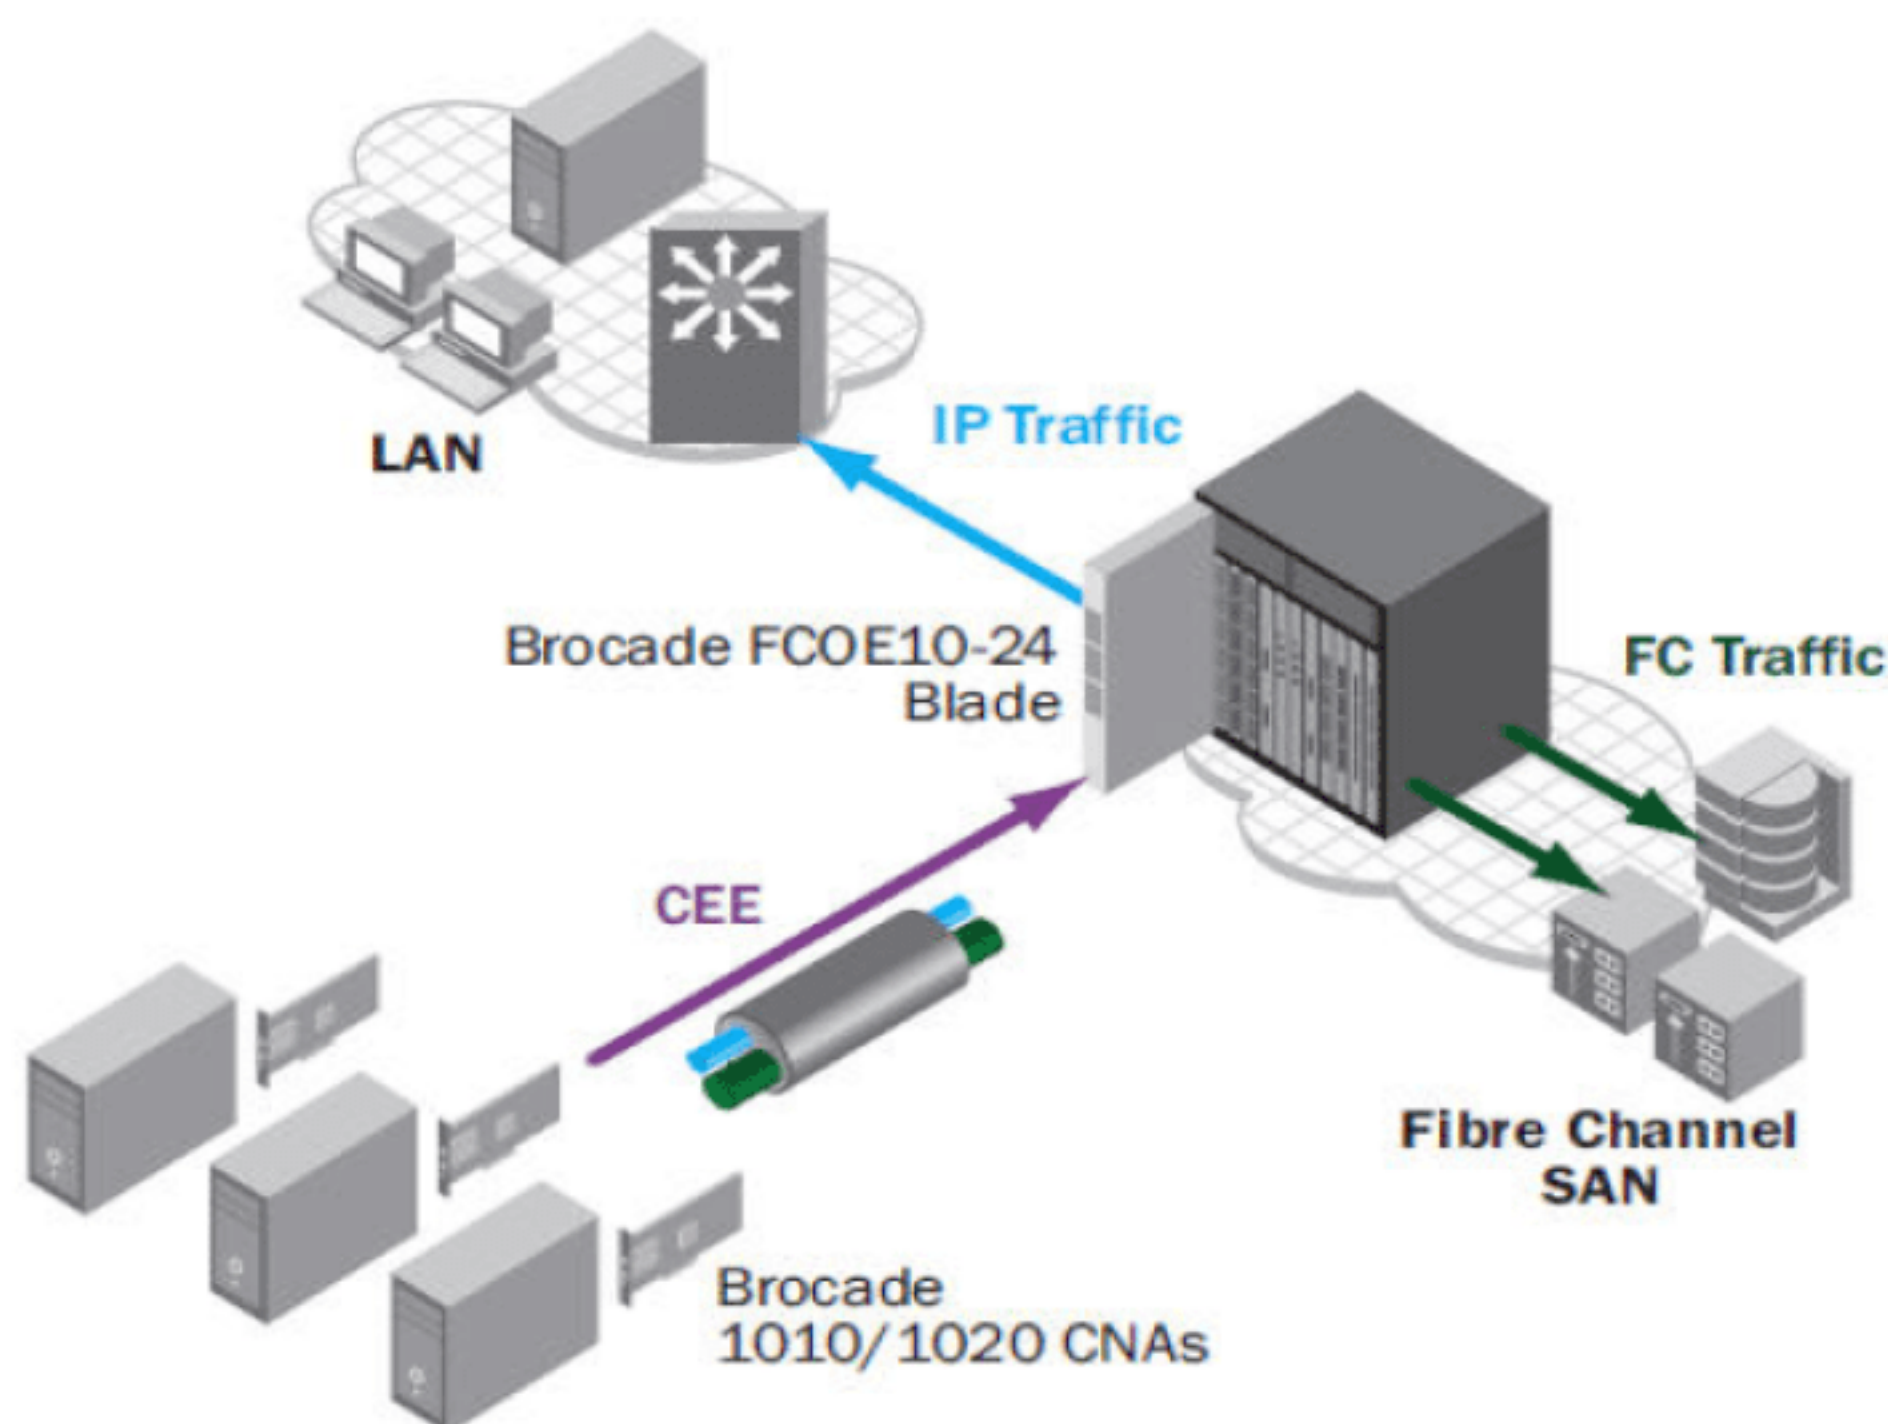 LAN
IP Traffic
Brocade FCOE10-24
Blade
FC Traffic
CEE
Fibre Channel
SAN
Brocade
1010/1020 CNAs